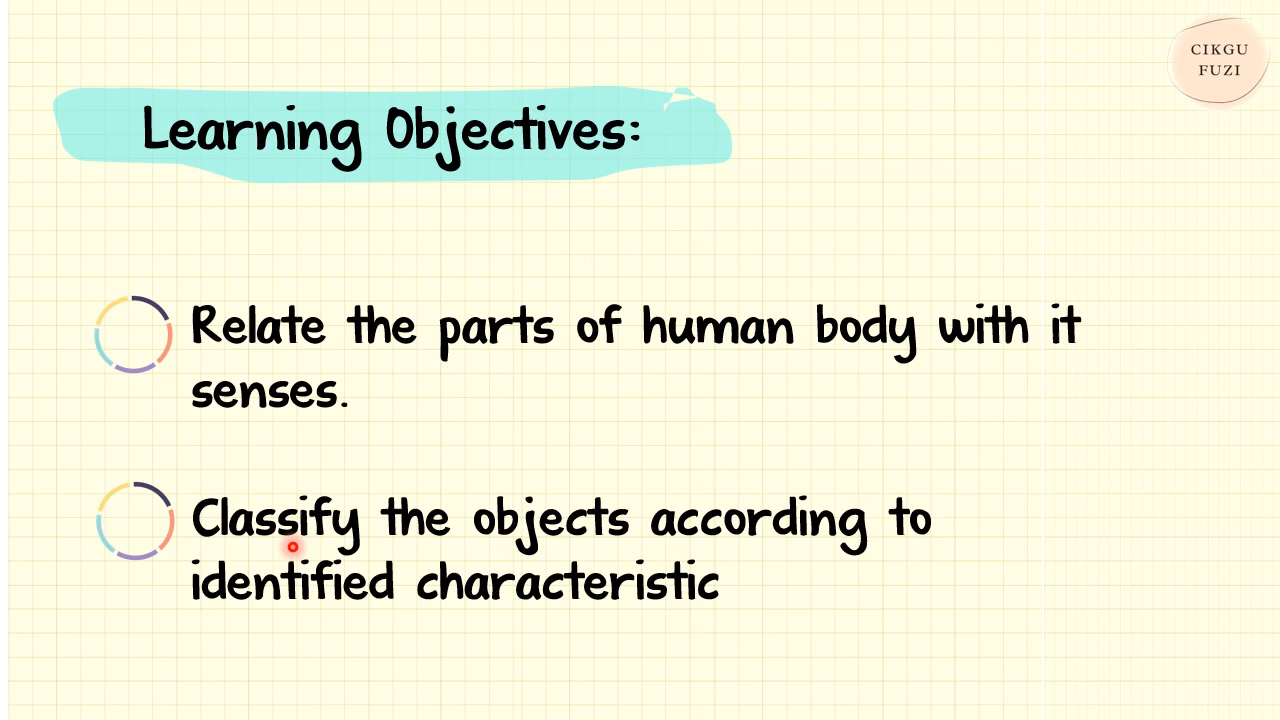 CIKGU
FUZI
Learning Objectives:
Relate the parts of human body with it
senses.
Classify the objects according to
identified characteristic